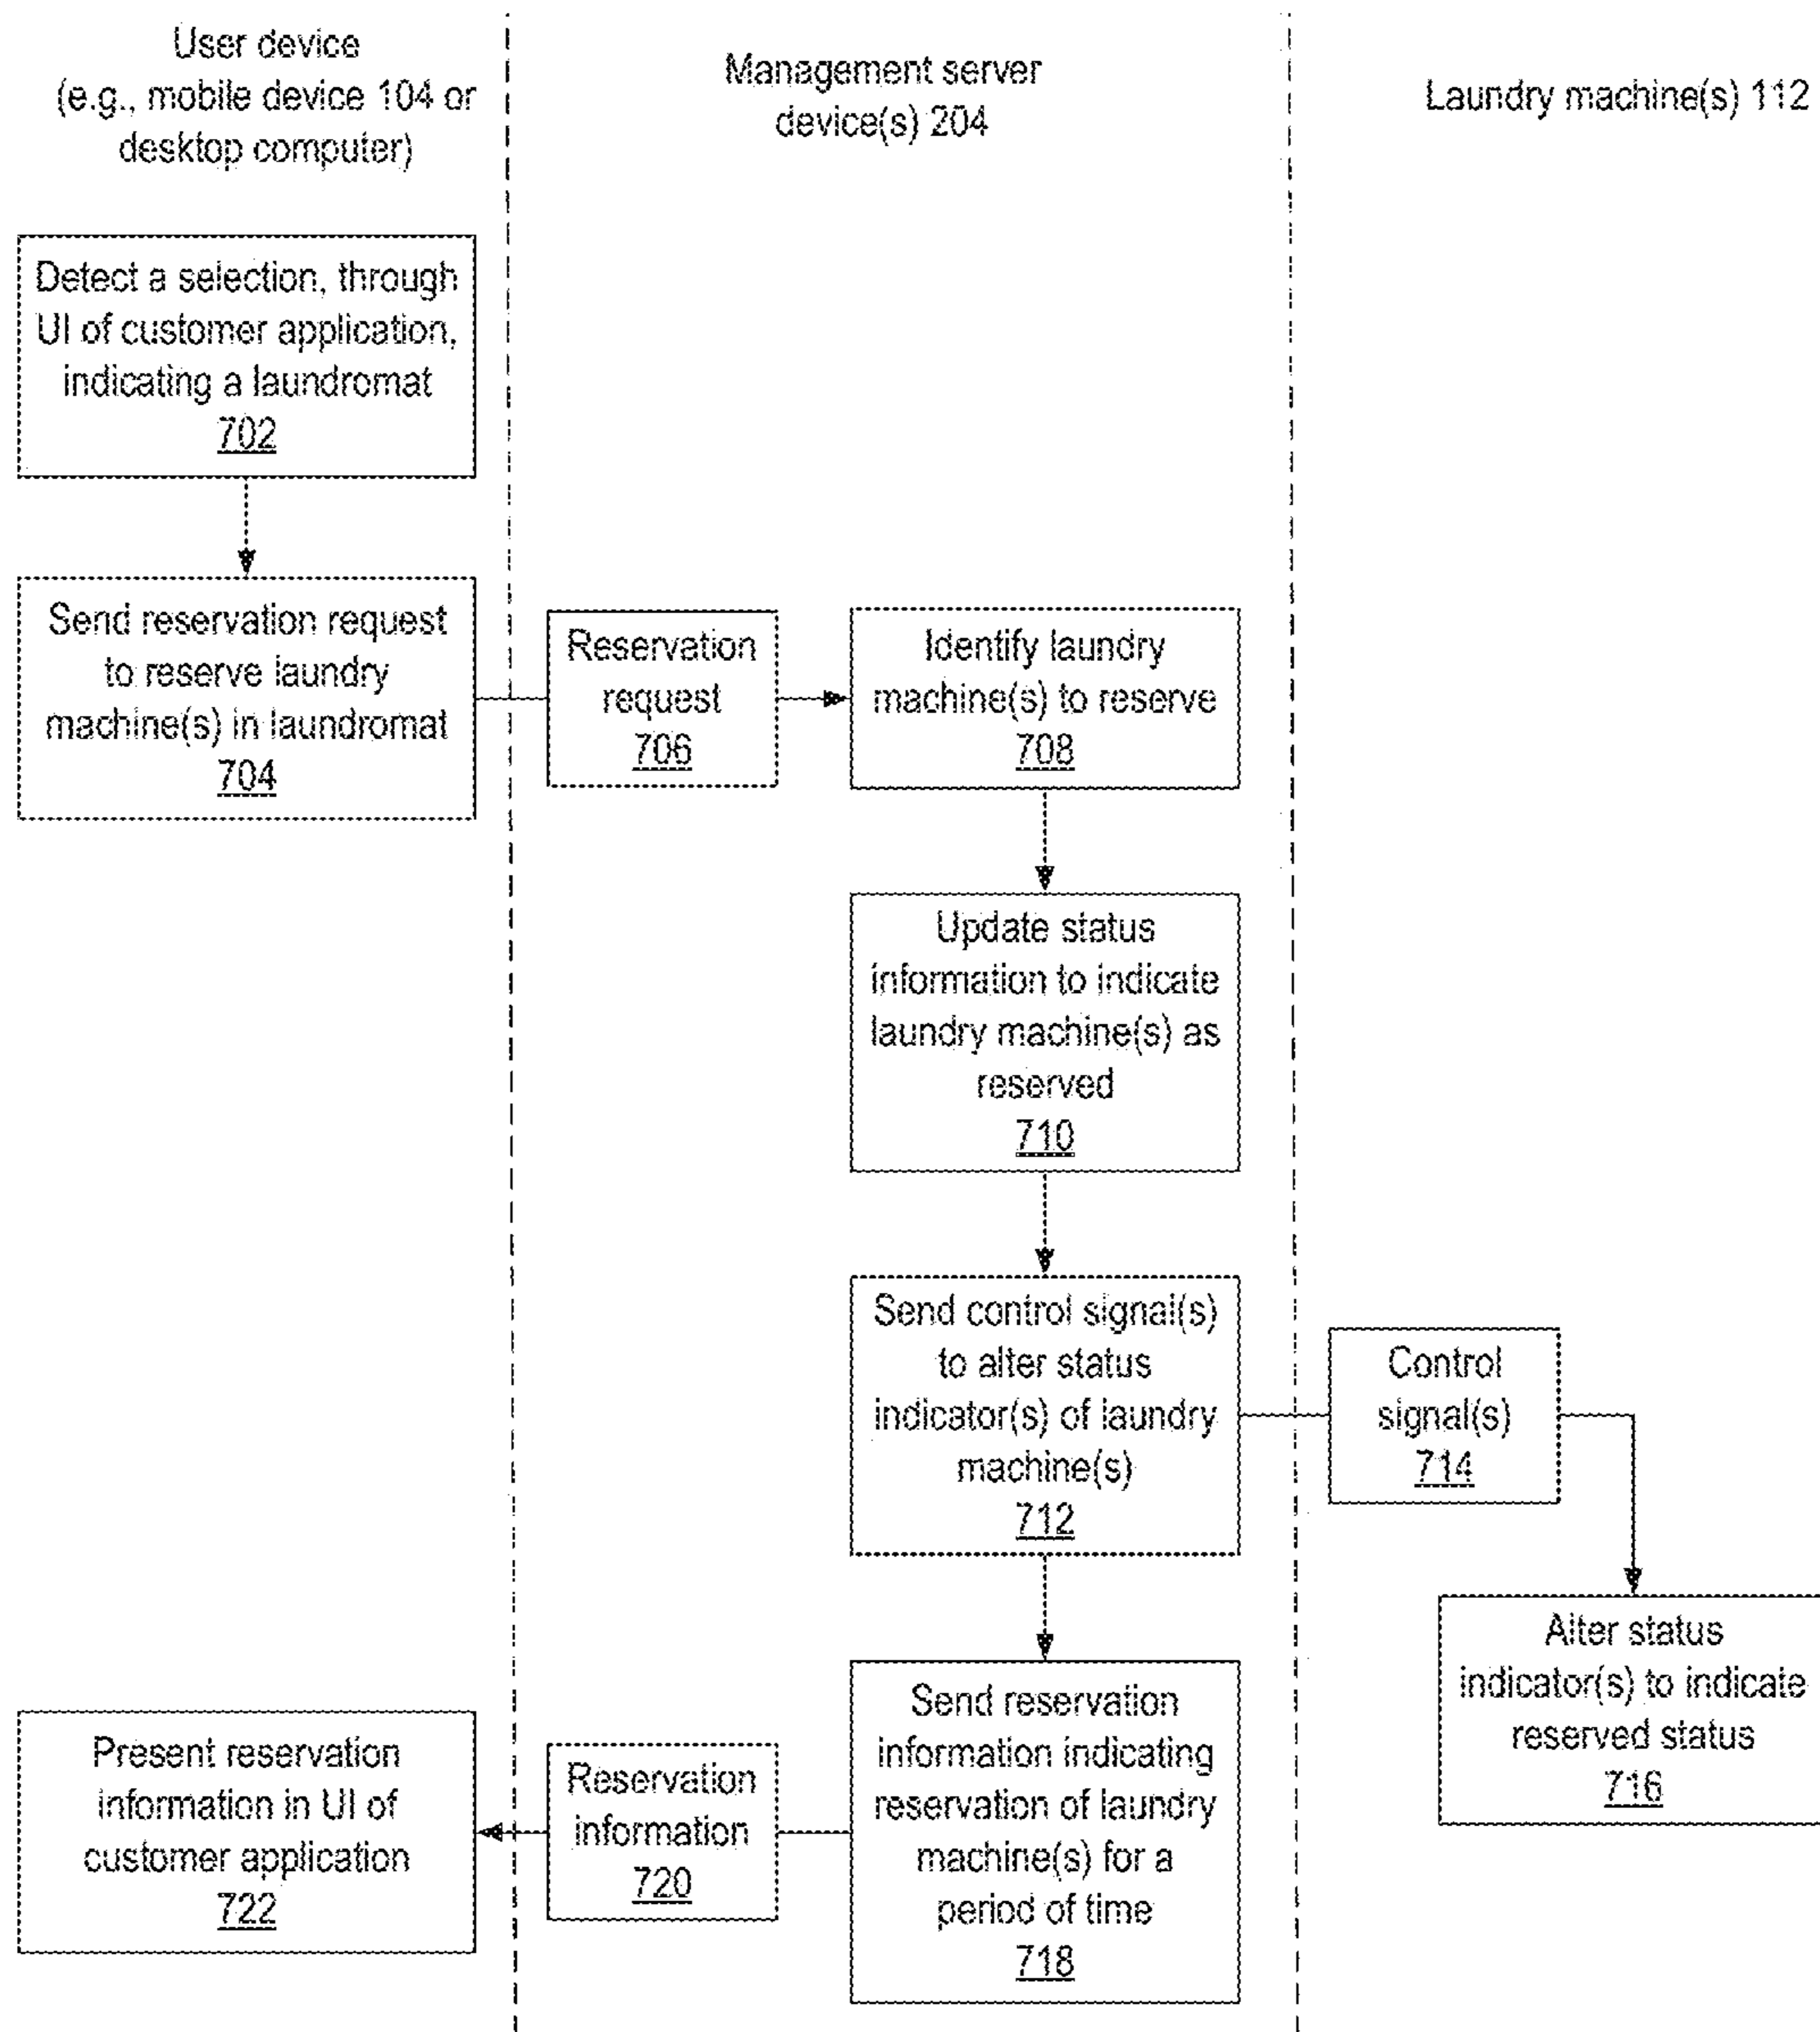 User device
(e.g., mobile device 104 or
desktop computer)
Management server
device(s) 204
Laundry machine(s) 112
Detect a selection, through
UI of customer application,
indicating a laundromat
702
Send reservation request
to reserve laundry
machine(s) in laundromat
704
Reservation
request
706
Identify laundry
machine(s) to reserve
708
Update status
information to indicate
laundry machine(s) as
reserved
710
Send control signal(s)
to alter status
indicator(s) of laundry
machine(s)
712
Control
signal(s)
714
Alter status
indicator(s) to indicate
reserved status
716
Send reservation
information indicating
reservation of laundry
machine(s) for a
period of time
718
Reservation
information
720
Present reservation
information in UI of
customer application
722